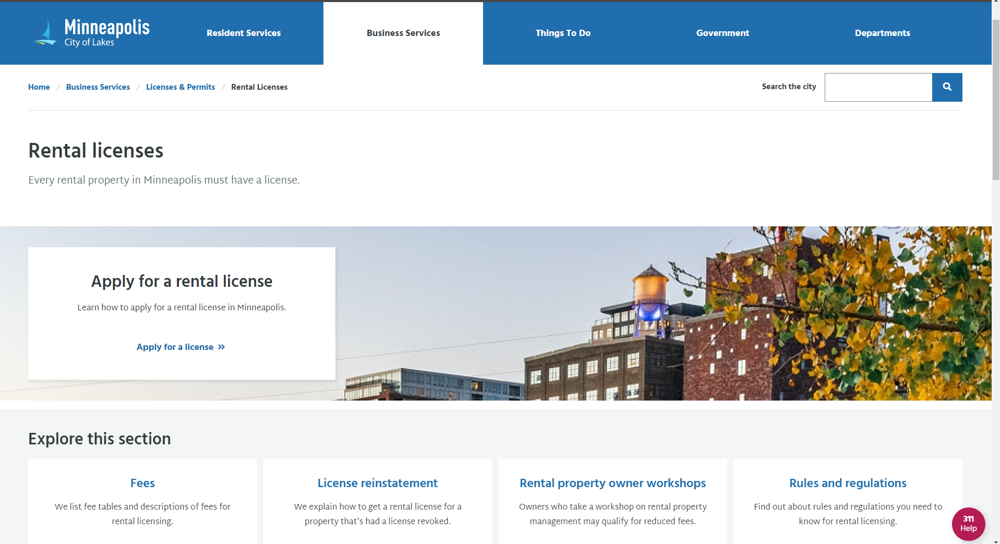 Minneapolis
City of Lakes
Resident Services
Business Services
Things To Do
Government
Departments
Home / Business Services / Licenses & Permits / Rental Licenses
Search the city
Rental licenses
Every rental property in Minneapolis must have a license.
Apply for a rental license
Learn how to apply for a rental license in Minneapolis.
Apply for a license »
Explore this section
Fees
We list fee tables and descriptions of fees for
rental licensing.
License reinstatement
We explain how to get a rental license for a
property that's had a license revoked.
Rental property owner workshops
Owners who take a workshop on rental property
management may qualify for reduced fees.
Rules and regulations
Find out about rules and regulations you need to
know for rental licensing.
311
Help